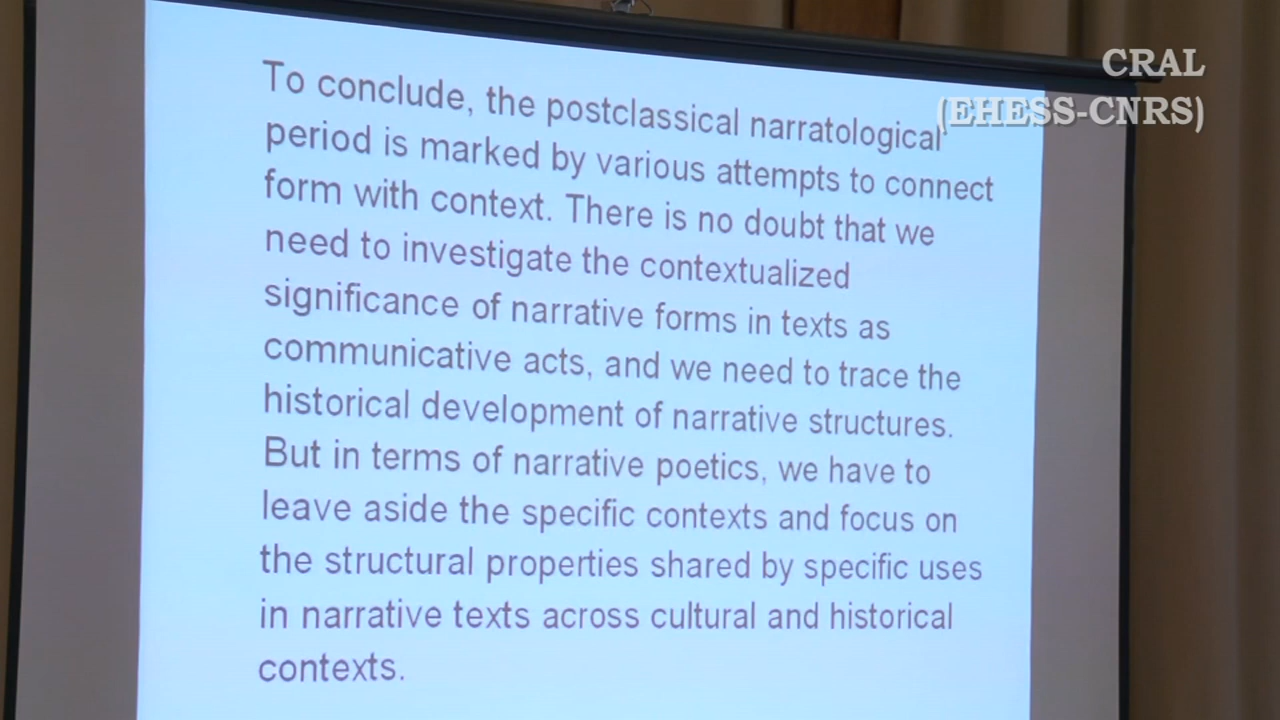 To conclude, the postclassical narratological
period is marked by various attempts to connect
form with context. There is no doubt that we
need to investigate the contextualized
significance of narrative forms in texts as
communicative acts, and we need to trace the
historical development of narrative structures.
But in terms of narrative poetics, we have to
leave aside the specific contexts and focus on
the structural properties shared by specific uses
in narrative texts across cultural and historical
contexts.
CRAL
(EHESS-CNRS)